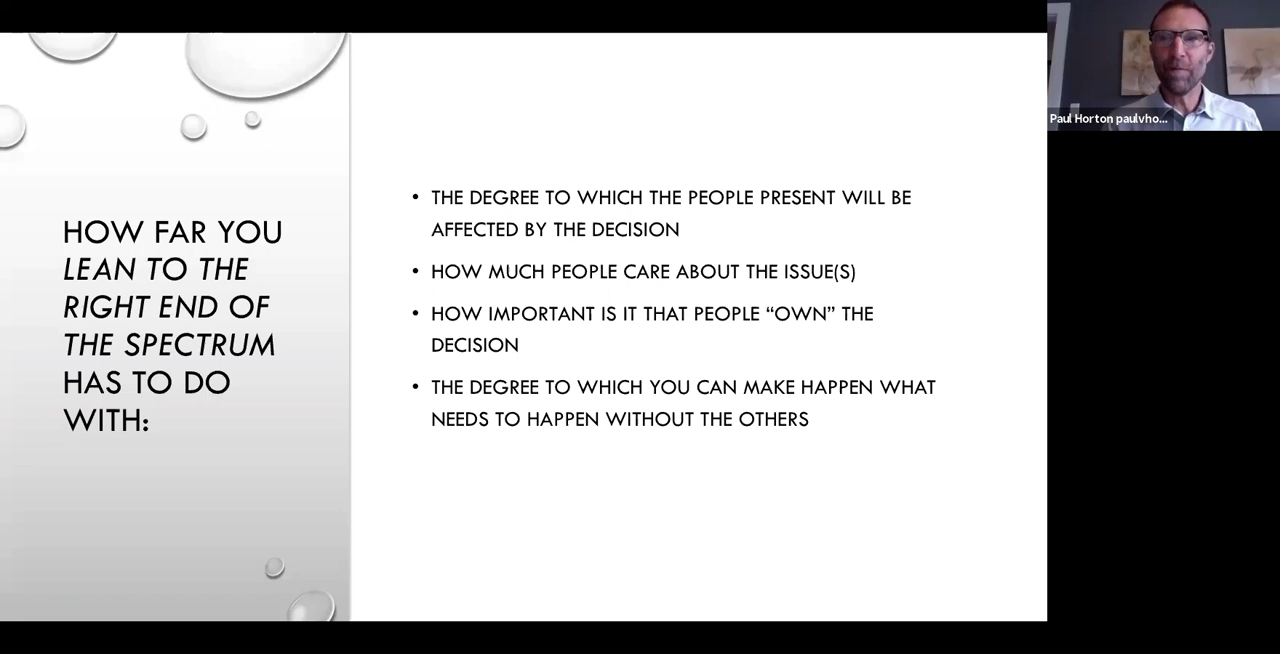 HOW FAR YOU
LEAN TO THE
RIGHT END OF
THE SPECTRUM
HAS TO DO
WITH:
• THE DEGREE TO WHICH THE PEOPLE PRESENT WILL BE
AFFECTED BY THE DECISION
• HOW MUCH PEOPLE CARE ABOUT THE ISSUE(S)
• HOW IMPORTANT IS IT THAT PEOPLE “OWN” THE
DECISION
• THE DEGREE TO WHICH YOU CAN MAKE HAPPEN WHAT
NEEDS TO HAPPEN WITHOUT THE OTHERS
Paul Horton paulvho...